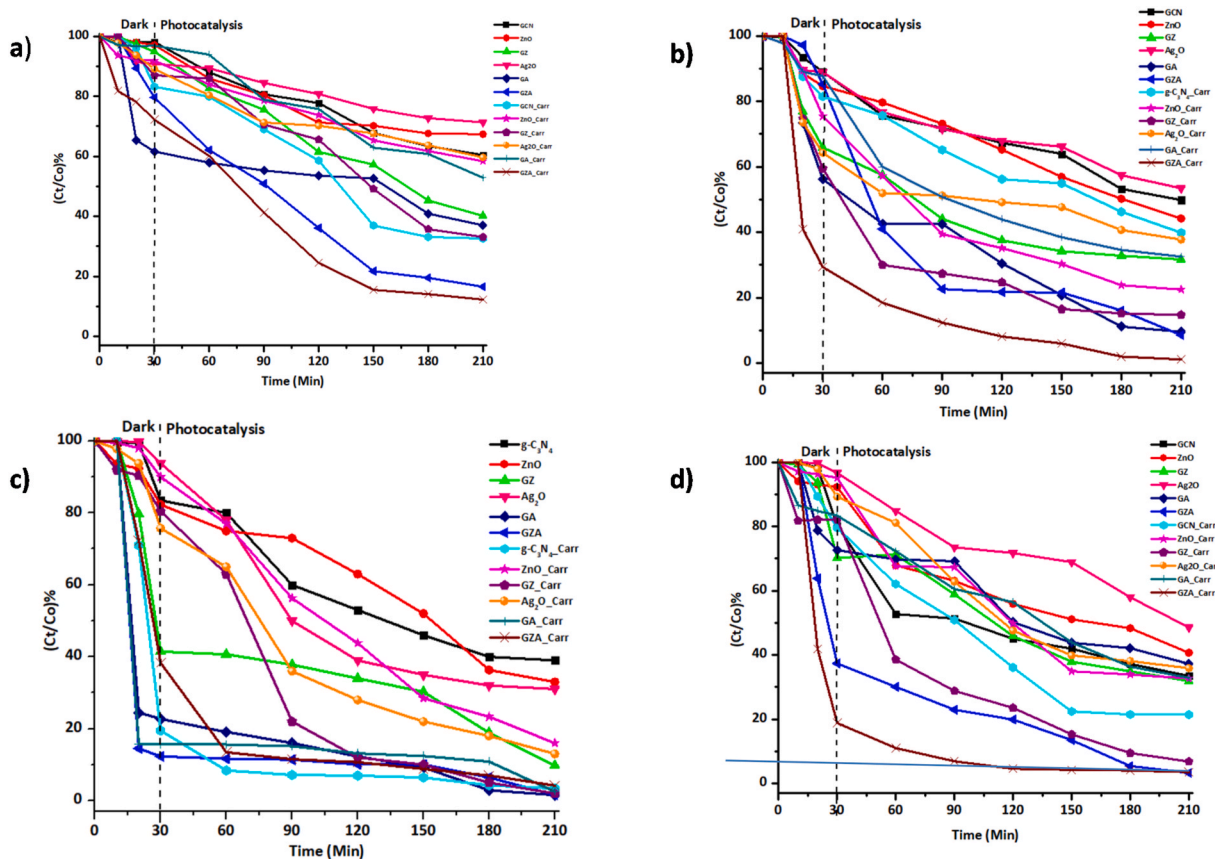 a)
Dark Photocatalysis
GCN
ZnO
GZ
Ag2O
GA
GZA
GCN_Carr
ZnO_Carr
GZ_Carr
Ag2O_Carr
GA_Carr
GZA_Carr
(Ct/Co)%
100
80
60
40
20
0
0 30 60 90 120 150 180 210
Time (Min)
b)
Dark Photocatalysis
GCN
ZnO
GZ
Ag₂O
GA
GZA
g-C₃N₄_Carr
ZnO_Carr
GZ_Carr
Ag₂O_Carr
GA_Carr
GZA_Carr
(Ct/Co)%
100
80
60
40
20
0
0 30 60 90 120 150 180 210
Time (Min)
c)
Dark Photocatalysis
g-C₃N₄
ZnO
GZ
Ag₂O
GA
GZA
g-C₃N₄_Carr
ZnO_Carr
GZ_Carr
Ag₂O_Carr
GA_Carr
GZA_Carr
(Ct/Co)%
100
80
60
40
20
0
0 30 60 90 120 150 180 210
Time (Min)
d)
Dark Photocatalysis
GCN
ZnO
GZ
Ag2O
GA
GZA
GCN_Carr
ZnO_Carr
GZ_Carr
Ag2O_Carr
GA_Carr
GZA_Carr
(Ct/Co)%
100
80
60
40
20
0
0 30 60 90 120 150 180 210
Time (Min)